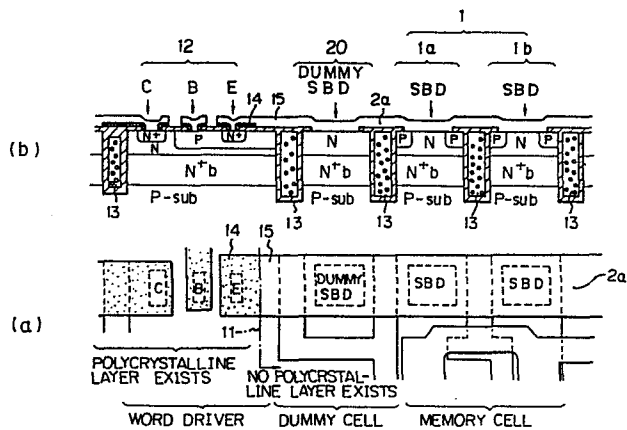 1
12 20 1a 1b
DUMMY
C B E SBD SBD SBD
14 15 2a
(b)
N+ P N+ N P N P P N P
N
N+b N+b N+b N+b
P-sub P-sub P-sub P-sub
13 13 13 13 13
14 15
C B E DUMMY SBD SBD SBD
2a
(a)
11
POLYCRYSTALLINE
LAYER EXISTS
NO POLYCRSTAL-
LINE LAYER EXISTS
WORD DRIVER DUMMY CELL MEMORY CELL